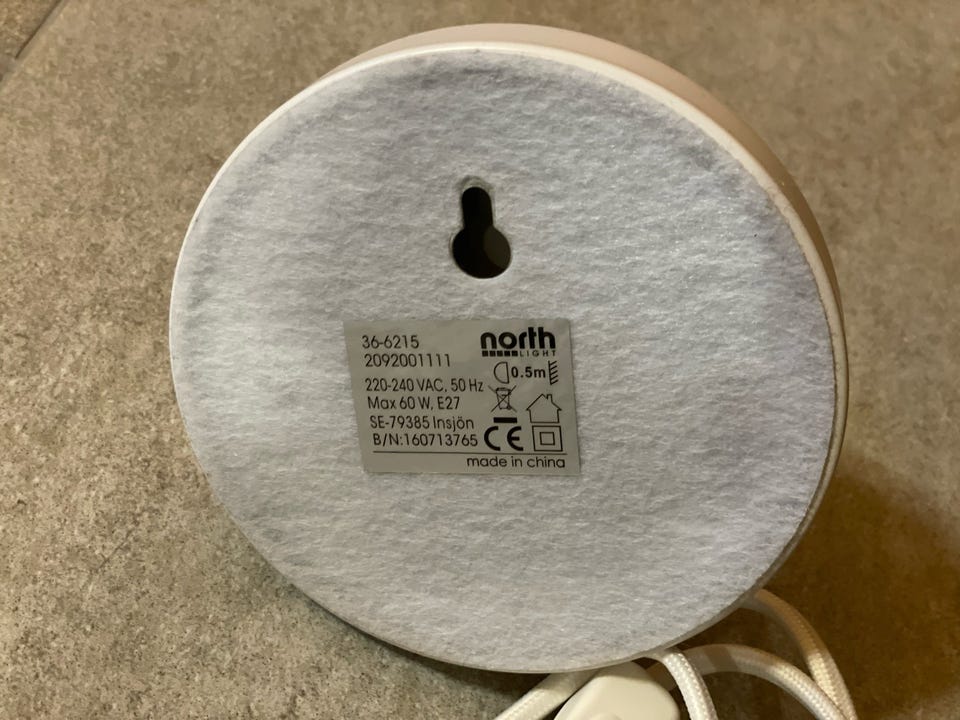 36-6215
2092001111
north
LIGHT
0.5m
220-240 VAC, 50 Hz
Max 60 W, E27
SE-79385 Insjön
B/N:160713765
CE
made in china